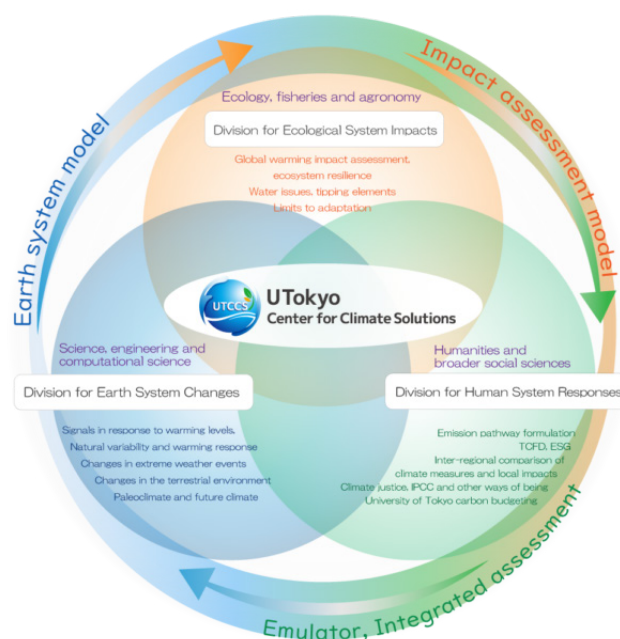 Earth system model
Impact assessment model
Ecology, fisheries and agronomy
Division for Ecological System Impacts
Global warming impact assessment,
ecosystem resilience
Water issues, tipping elements
Limits to adaptation
UTCCS
UTokyo
Center for Climate Solutions
Science, engineering and
computational science
Division for Earth System Changes
Signals in response to warming levels,
Natural variability and warming response
Changes in extreme weather events
Changes in the terrestrial environment
Paleoclimate and future climate
Humanities and
broader social sciences
Division for Human System Responses
Emission pathway formulation
TCFD, ESG
Inter-regional comparison of
climate measures and local impacts
Climate justice, IPCC and other ways of being
University of Tokyo carbon budgeting
Emulator, Integrated assessment